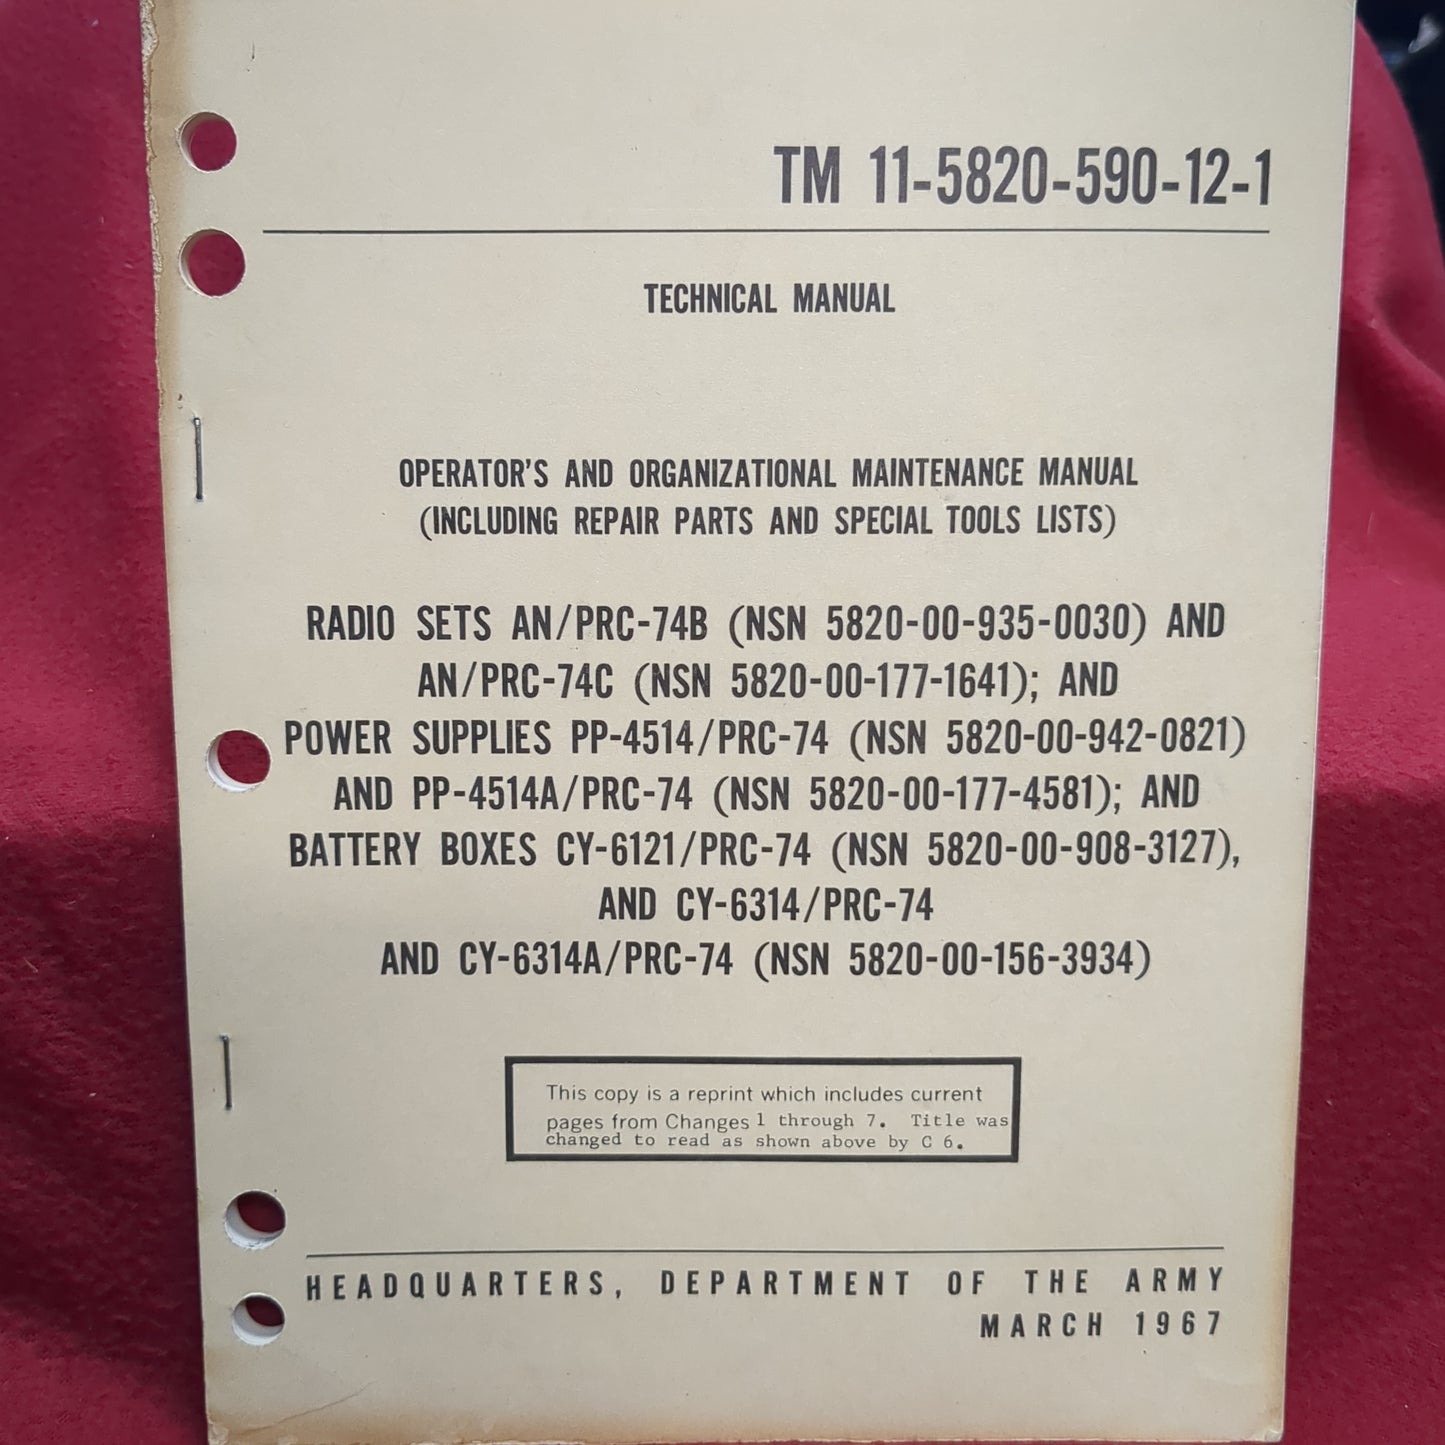 TM 11-5820-590-12-1
TECHNICAL MANUAL
OPERATOR'S AND ORGANIZATIONAL MAINTENANCE MANUAL
(INCLUDING REPAIR PARTS AND SPECIAL TOOLS LISTS)
RADIO SETS AN/PRC-74B (NSN 5820-00-935-0030) AND
AN/PRC-74C (NSN 5820-00-177-1641); AND
POWER SUPPLIES PP-4514/PRC-74 (NSN 5820-00-942-0821)
AND PP-4514A/PRC-74 (NSN 5820-00-177-4581); AND
BATTERY BOXES CY-6121/PRC-74 (NSN 5820-00-908-3127),
AND CY-6314/PRC-74
AND CY-6314A/PRC-74 (NSN 5820-00-156-3934)
This copy is a reprint which includes current
pages from Changes 1 through 7. Title was
changed to read as shown above by C 6.
HEADQUARTERS, DEPARTMENT OF THE ARMY
MARCH 1967